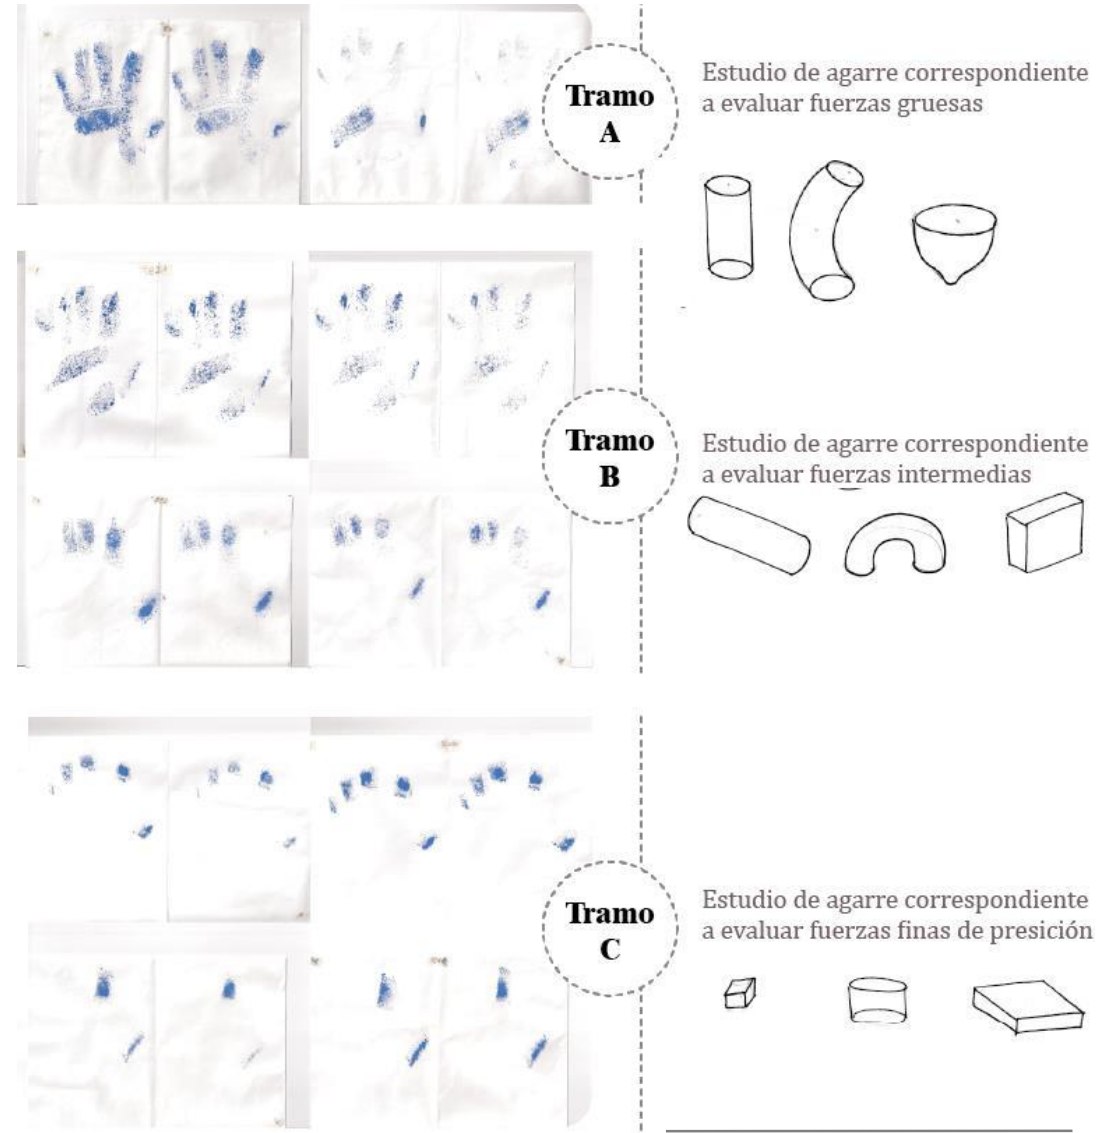 Tramo
A
Estudio de agarre correspondiente
a evaluar fuerzas gruesas
Tramo
B
Estudio de agarre correspondiente
a evaluar fuerzas intermedias
Tramo
C
Estudio de agarre correspondiente
a evaluar fuerzas finas de presición